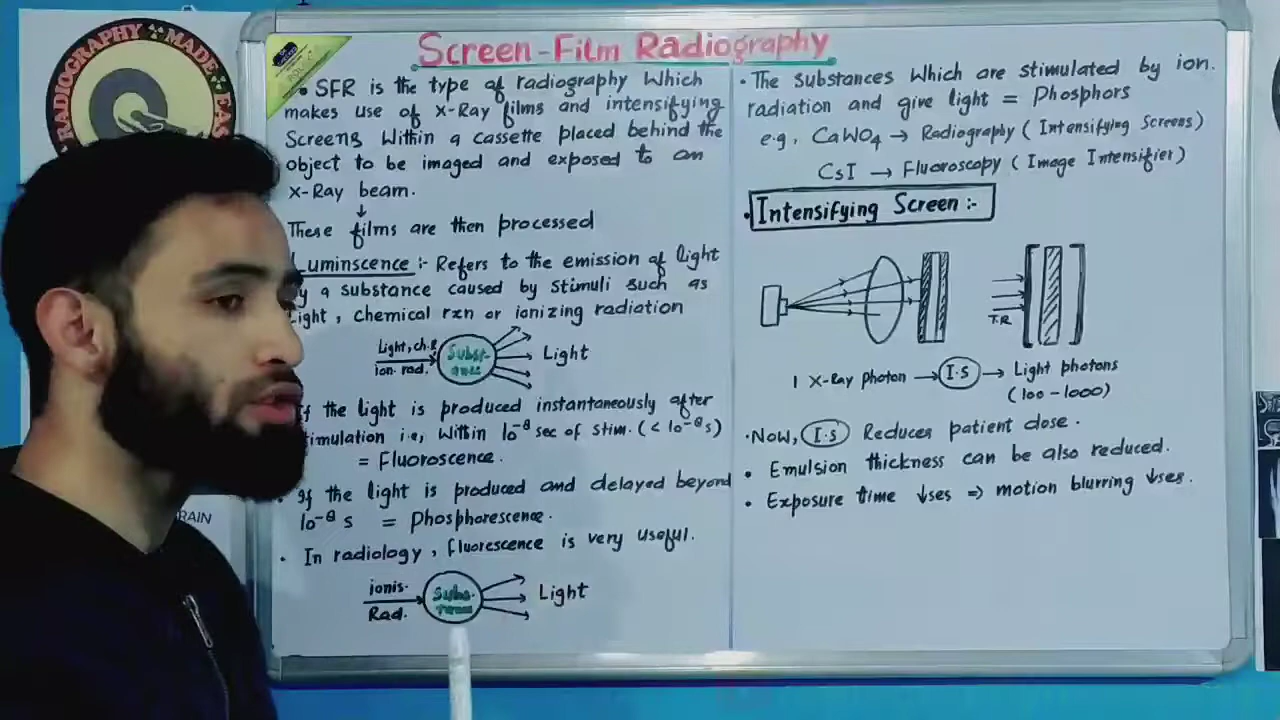 RADIOGRAPHY MADE EAS
Screen-Film Radiography
• SFR is the type of radiography which
makes use of X-Ray films and intensifying
Screens within a cassette placed behind the
object to be imaged and exposed to an
X-Ray beam.
↓
These films are then processed
Luminscence :- Refers to the emission of light
y a substance caused by stimuli such as
Light, chemical rxn or ionizing radiation
Light, ch.R
ion. rad.
Subst-
ance
Light
If the light is produced instantaneously after
timulation i.e, within 10⁻⁸ sec of stim. (< 10⁻⁸ s)
= Fluoroscence.
• If the light is produced and delayed beyond
10⁻⁸ s = Phosphorescence.
• In radiology, fluorescence is very useful.
ionis.
Rad.
Light
• The substances which are stimulated by ion.
radiation and give light = Phosphors
e.g, CaWO₄ → Radiography (Intensifying Screens)
CsI → Fluoroscopy (Image Intensifier)
• Intensifying Screen :-
T.R
1 X-Ray photon → I.S → Light photons
(100-1000)
• Now, I.S Reduces patient dose.
• Emulsion thickness can be also reduced.
• Exposure time ↓ses => motion blurring ↓ses.
RAIN